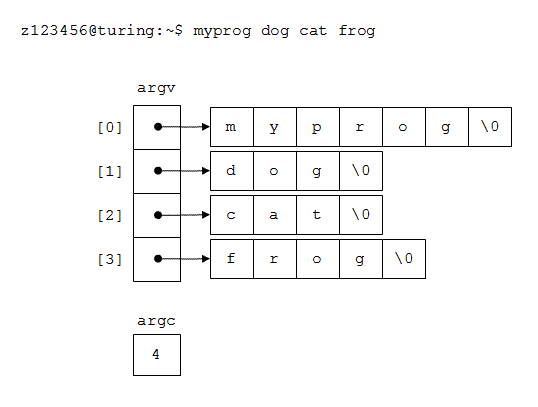 z123456@turing:~$ myprog dog cat frog
argv
[0] m y p r o g \0
[1] d o g \0
[2] c a t \0
[3] f r o g \0
argc
4